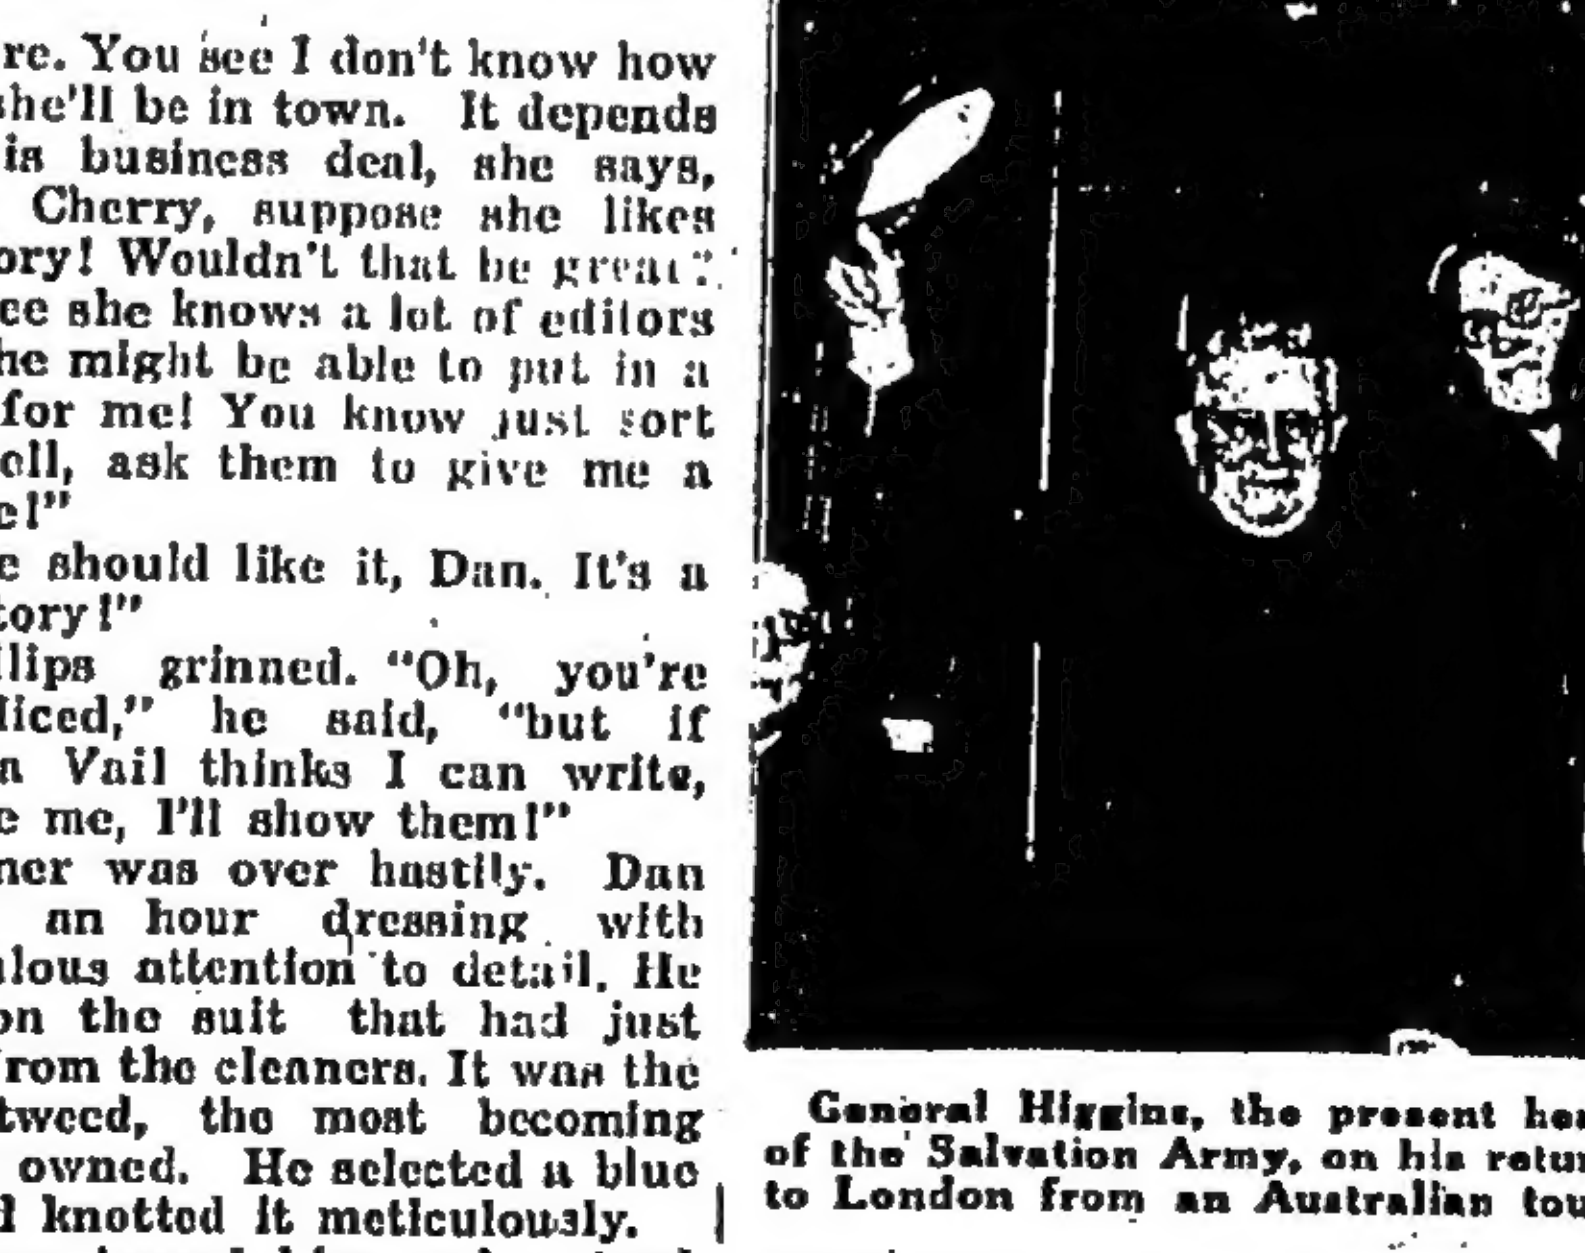 re. You see I don't know how
she'll be in town. It depends
is business deal, she says,
Cherry, suppose she likes
ory! Wouldn't that be great?
ce she knows a lot of editors
he might be able to put in a
for me! You know just sort
oll, ask them to give me a
e!"
e should like it, Dan. It's a
tory!"
llips grinned. "Oh, you're
diced," he said, "but if
a Vail thinks I can write,
e me, I'll show them!"
ner was over hastily. Dan
an hour dressing with
ulous attention to detail. He
on the suit that had just
from the cleaners. It was the
tweed, the most becoming
owned. He selected a blue
d knotted it meticulously.
General Higgins, the present hea
of the Salvation Army, on his retur
to London from an Australian tou